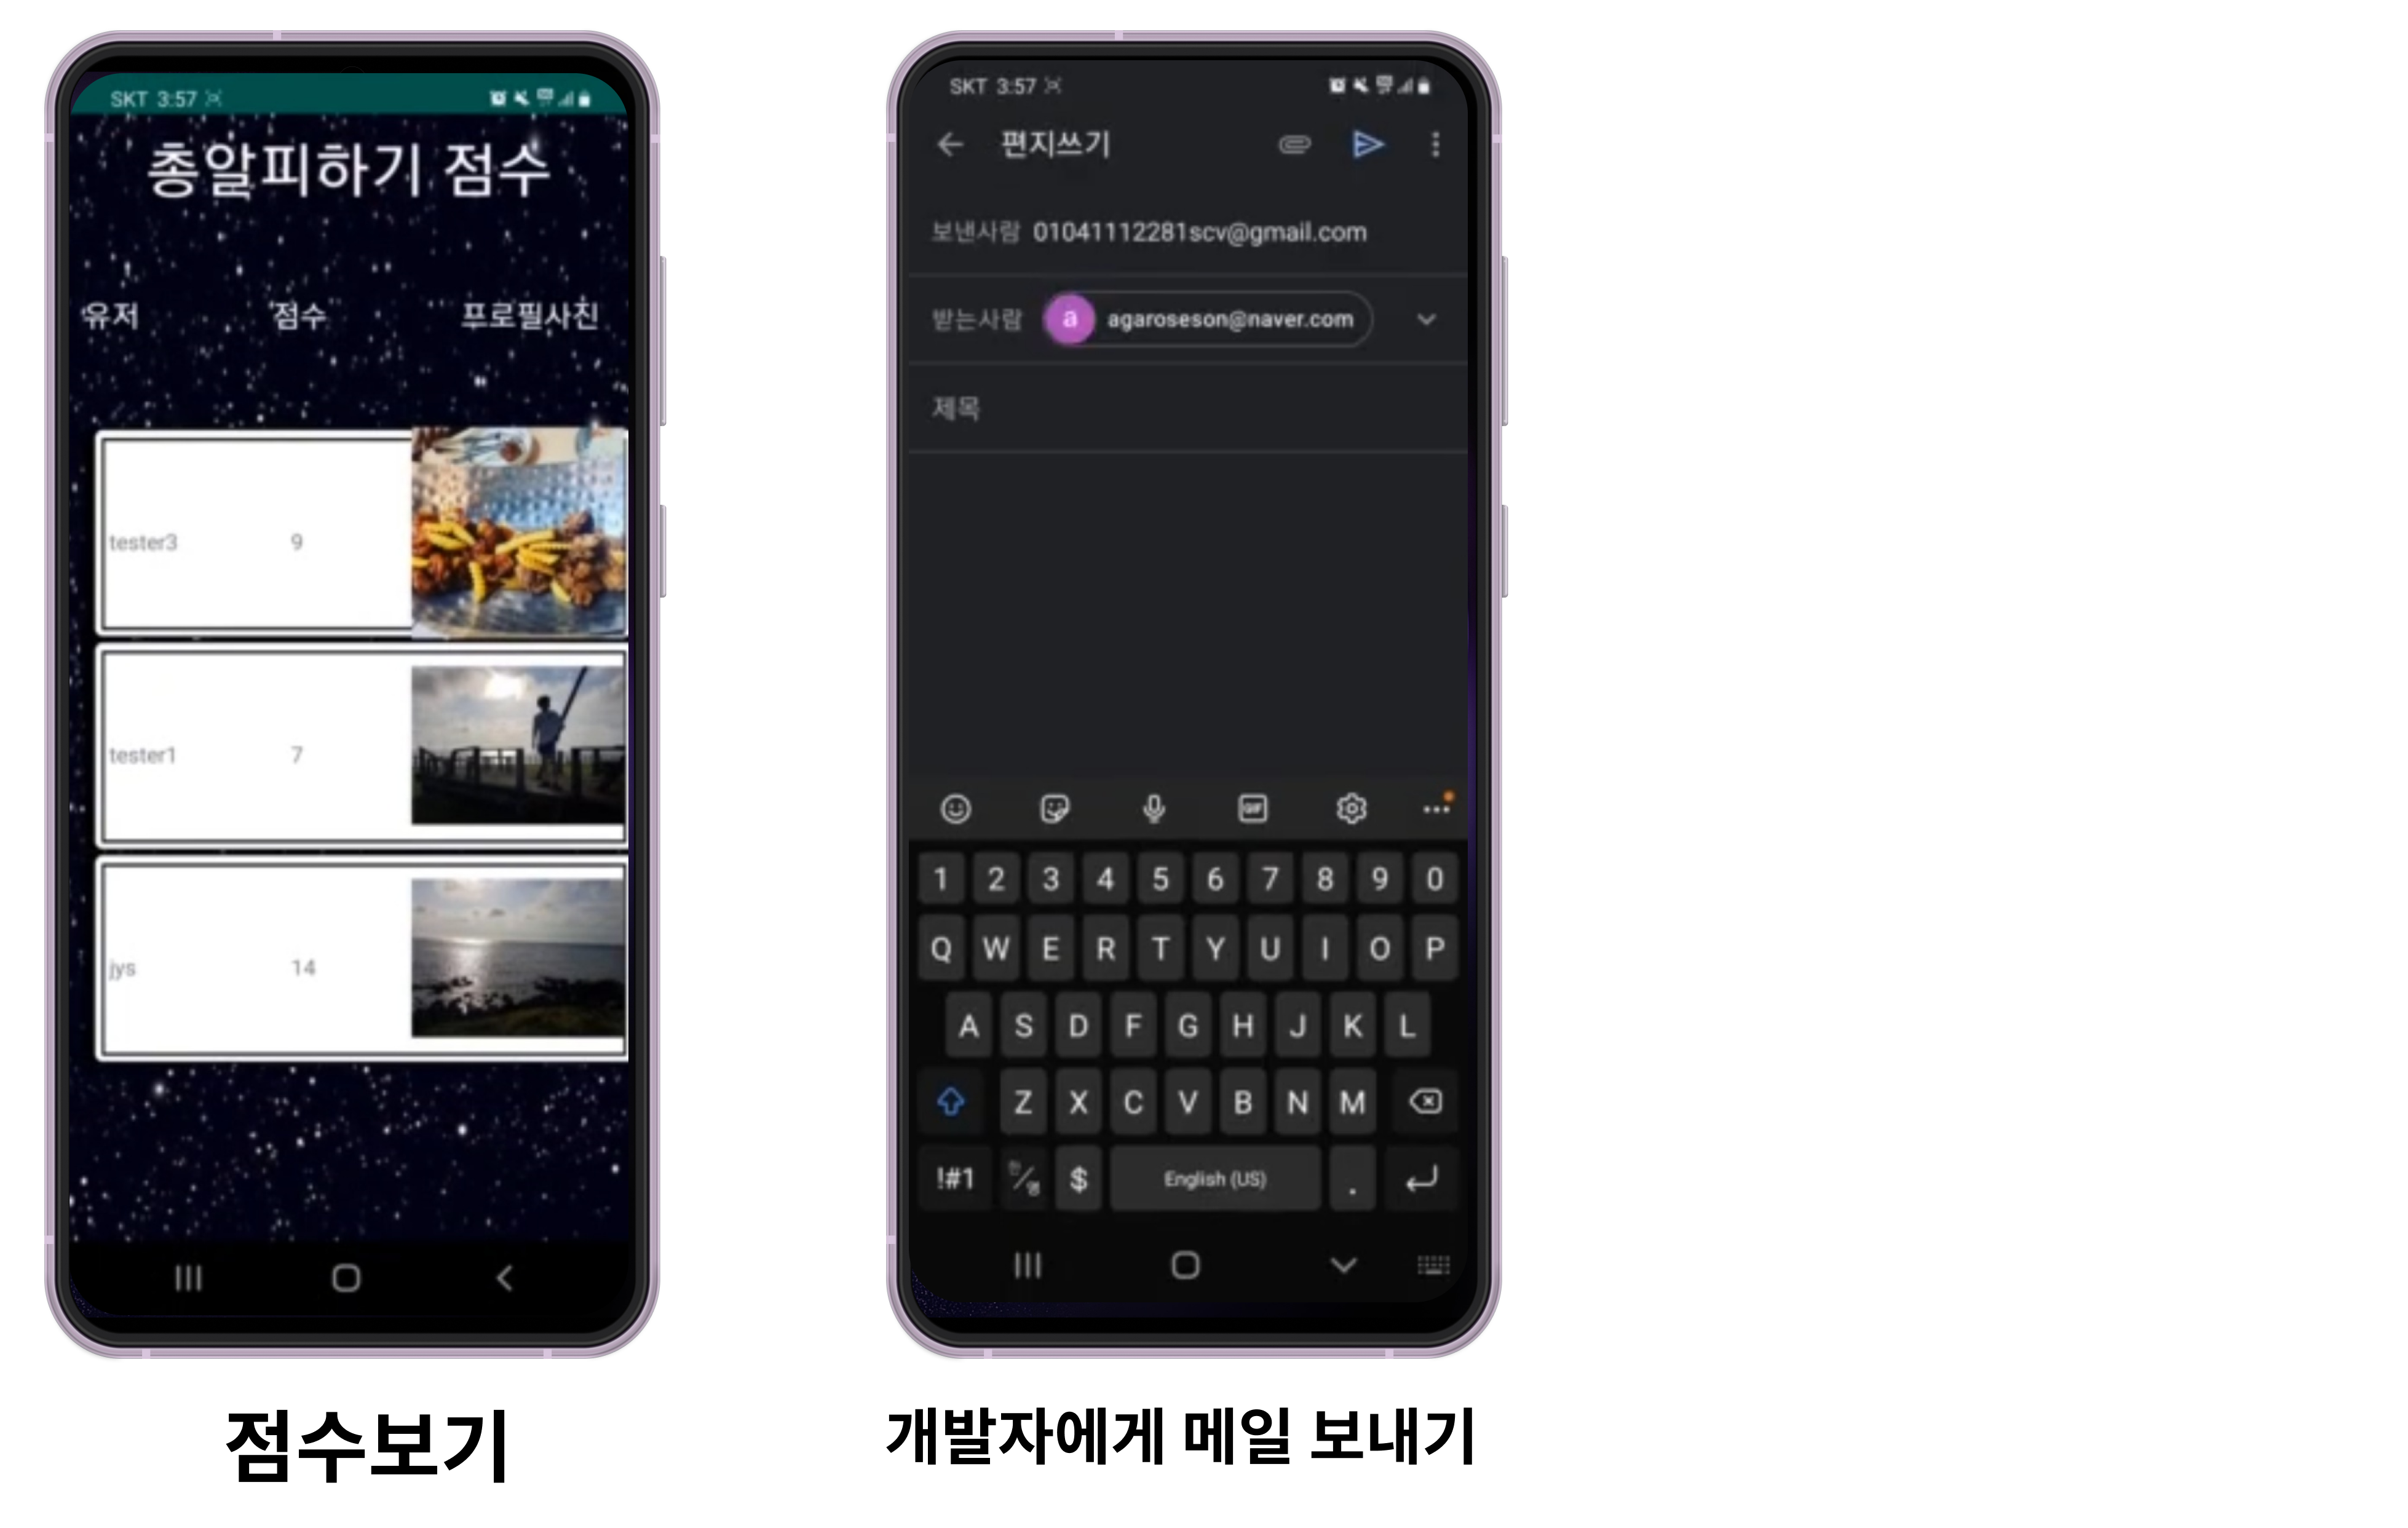 SKT 3:57
총알피하기 점수
유저 점수 프로필사진
tester3 9
tester1 7
jys 14
점수보기
SKT 3:57
편지쓰기
보낸사람 01041112281scv@gmail.com
받는사람 a agaroseson@naver.com
제목
GIF
1 2 3 4 5 6 7 8 9 0
Q W E R T Y U I O P
A S D F G H J K L
Z X C V B N M
!#1 한/영 $ English (US) .
개발자에게 메일 보내기